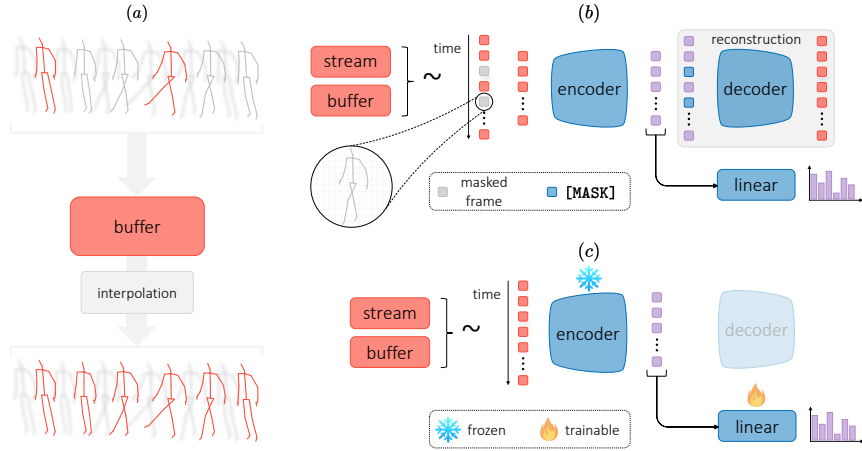 (a)
buffer
interpolation
(b)
stream
buffer
~
time
encoder
reconstruction
decoder
linear
masked
frame
[MASK]
(c)
stream
buffer
~
time
encoder
decoder
linear
frozen
trainable